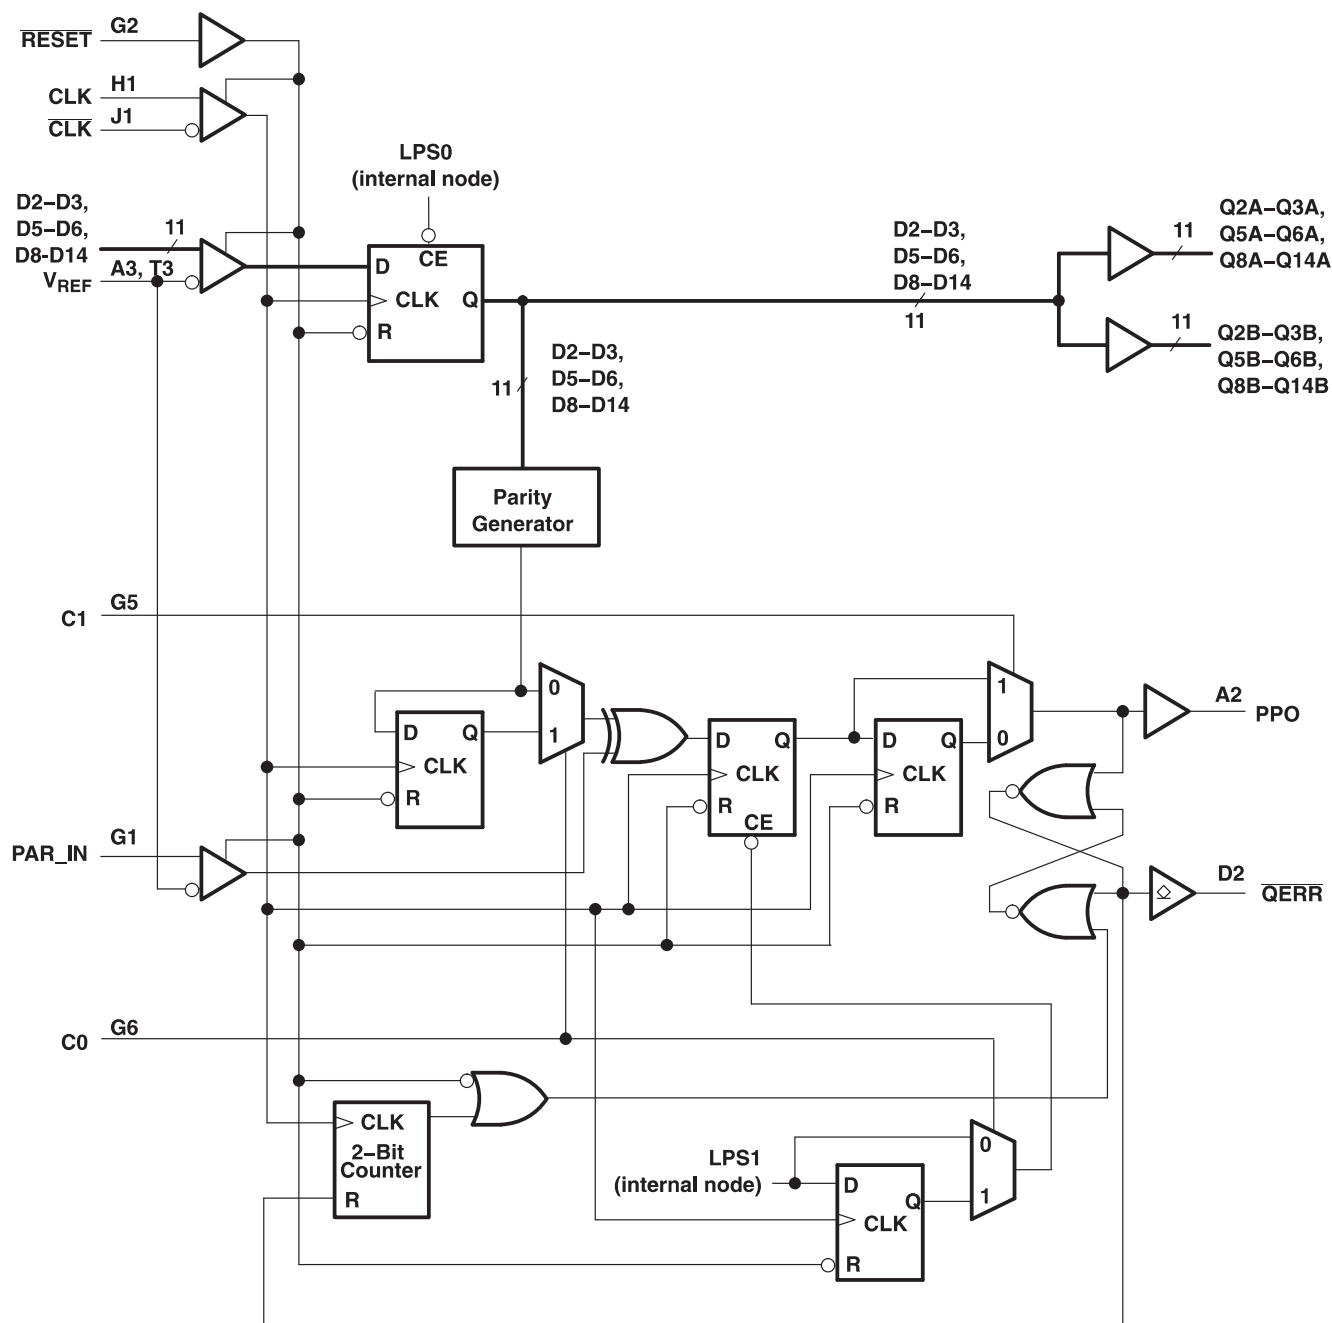 RESET G2
CLK H1
CLK J1
LPS0
(internal node)
D2–D3,
D5–D6,
D8-D14
11
VREF A3, T3
D
CE
CLK
Q
R
D2–D3,
D5–D6,
D8–D14
11
11
Q2A–Q3A,
Q5A–Q6A,
Q8A–Q14A
11
Q2B–Q3B,
Q5B–Q6B,
Q8B–Q14B
11
D2–D3,
D5–D6,
D8–D14
Parity
Generator
C1 G5
0
1
D Q
CLK
R
D Q
CLK
R
CE
D Q
CLK
R
1
0
A2
PPO
PAR_IN G1
D2
QERR
C0 G6
CLK
2–Bit
Counter
R
LPS1
(internal node)
D
Q
CLK
R
0
1